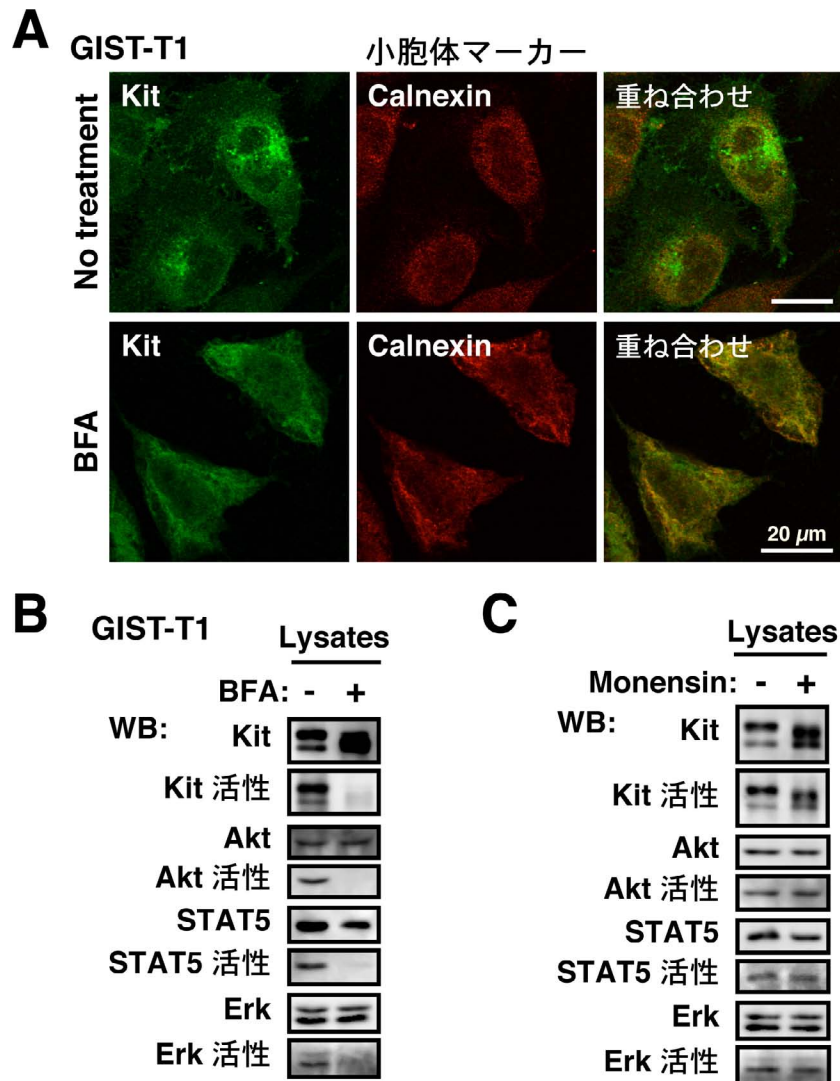 A
GIST-T1 小胞体マーカー
No treatment
Kit Calnexin 重ね合わせ
BFA
Kit Calnexin 重ね合わせ
20 µm
B
GIST-T1
Lysates
BFA: - +
WB: Kit
Kit 活性
Akt
Akt 活性
STAT5
STAT5 活性
Erk
Erk 活性
C
Lysates
Monensin: - +
WB: Kit
Kit 活性
Akt
Akt 活性
STAT5
STAT5 活性
Erk
Erk 活性